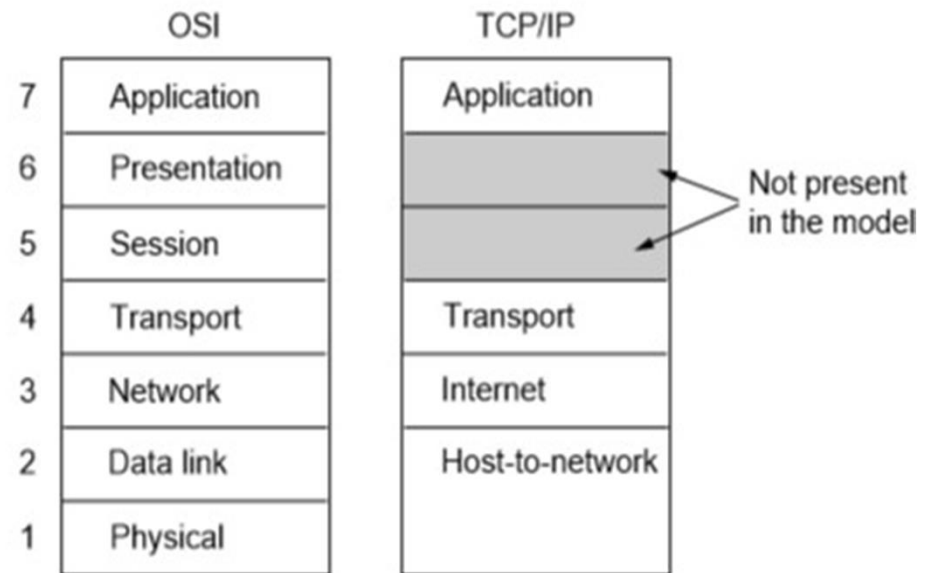 OSI
TCP/IP
7
Application
Application
6
Presentation
Not present
in the model
5
Session
4
Transport
Transport
3
Network
Internet
2
Data link
Host-to-network
1
Physical